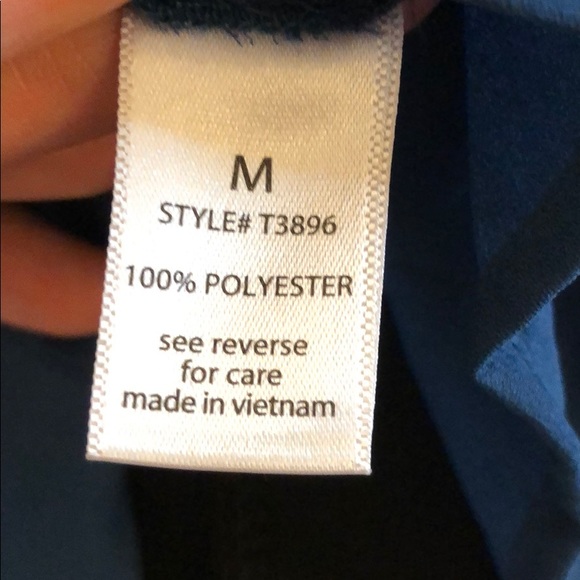 M
STYLE# T3896
100% POLYESTER
see reverse
for care
made in vietnam